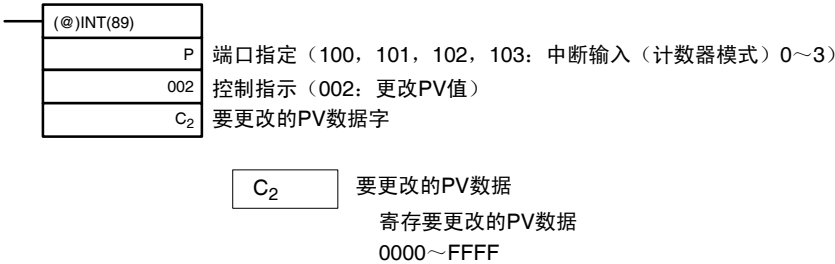 (@)INT(89)
P 端口指定（100，101，102，103：中断输入（计数器模式）0～3）
002 控制指示（002：更改PV值）
C2 要更改的PV数据字
C2 要更改的PV数据
寄存要更改的PV数据
0000～FFFF